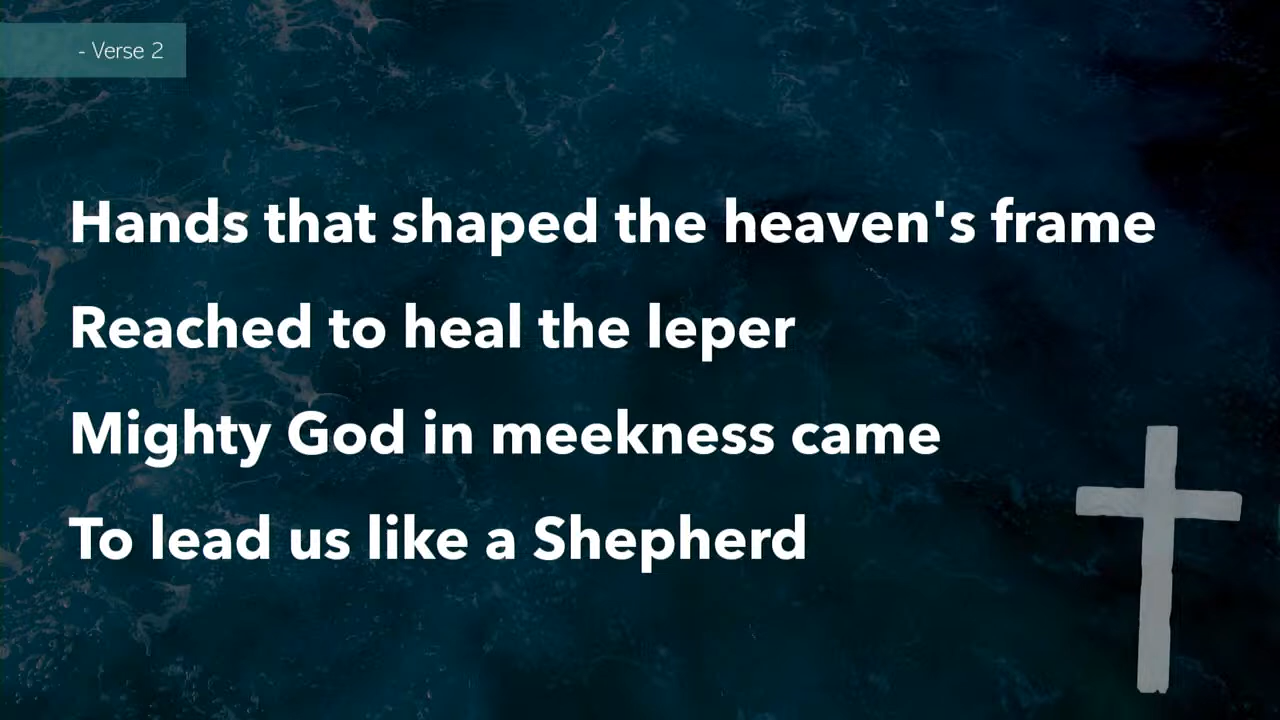 - Verse 2
Hands that shaped the heaven's frame
Reached to heal the leper
Mighty God in meekness came
To lead us like a Shepherd